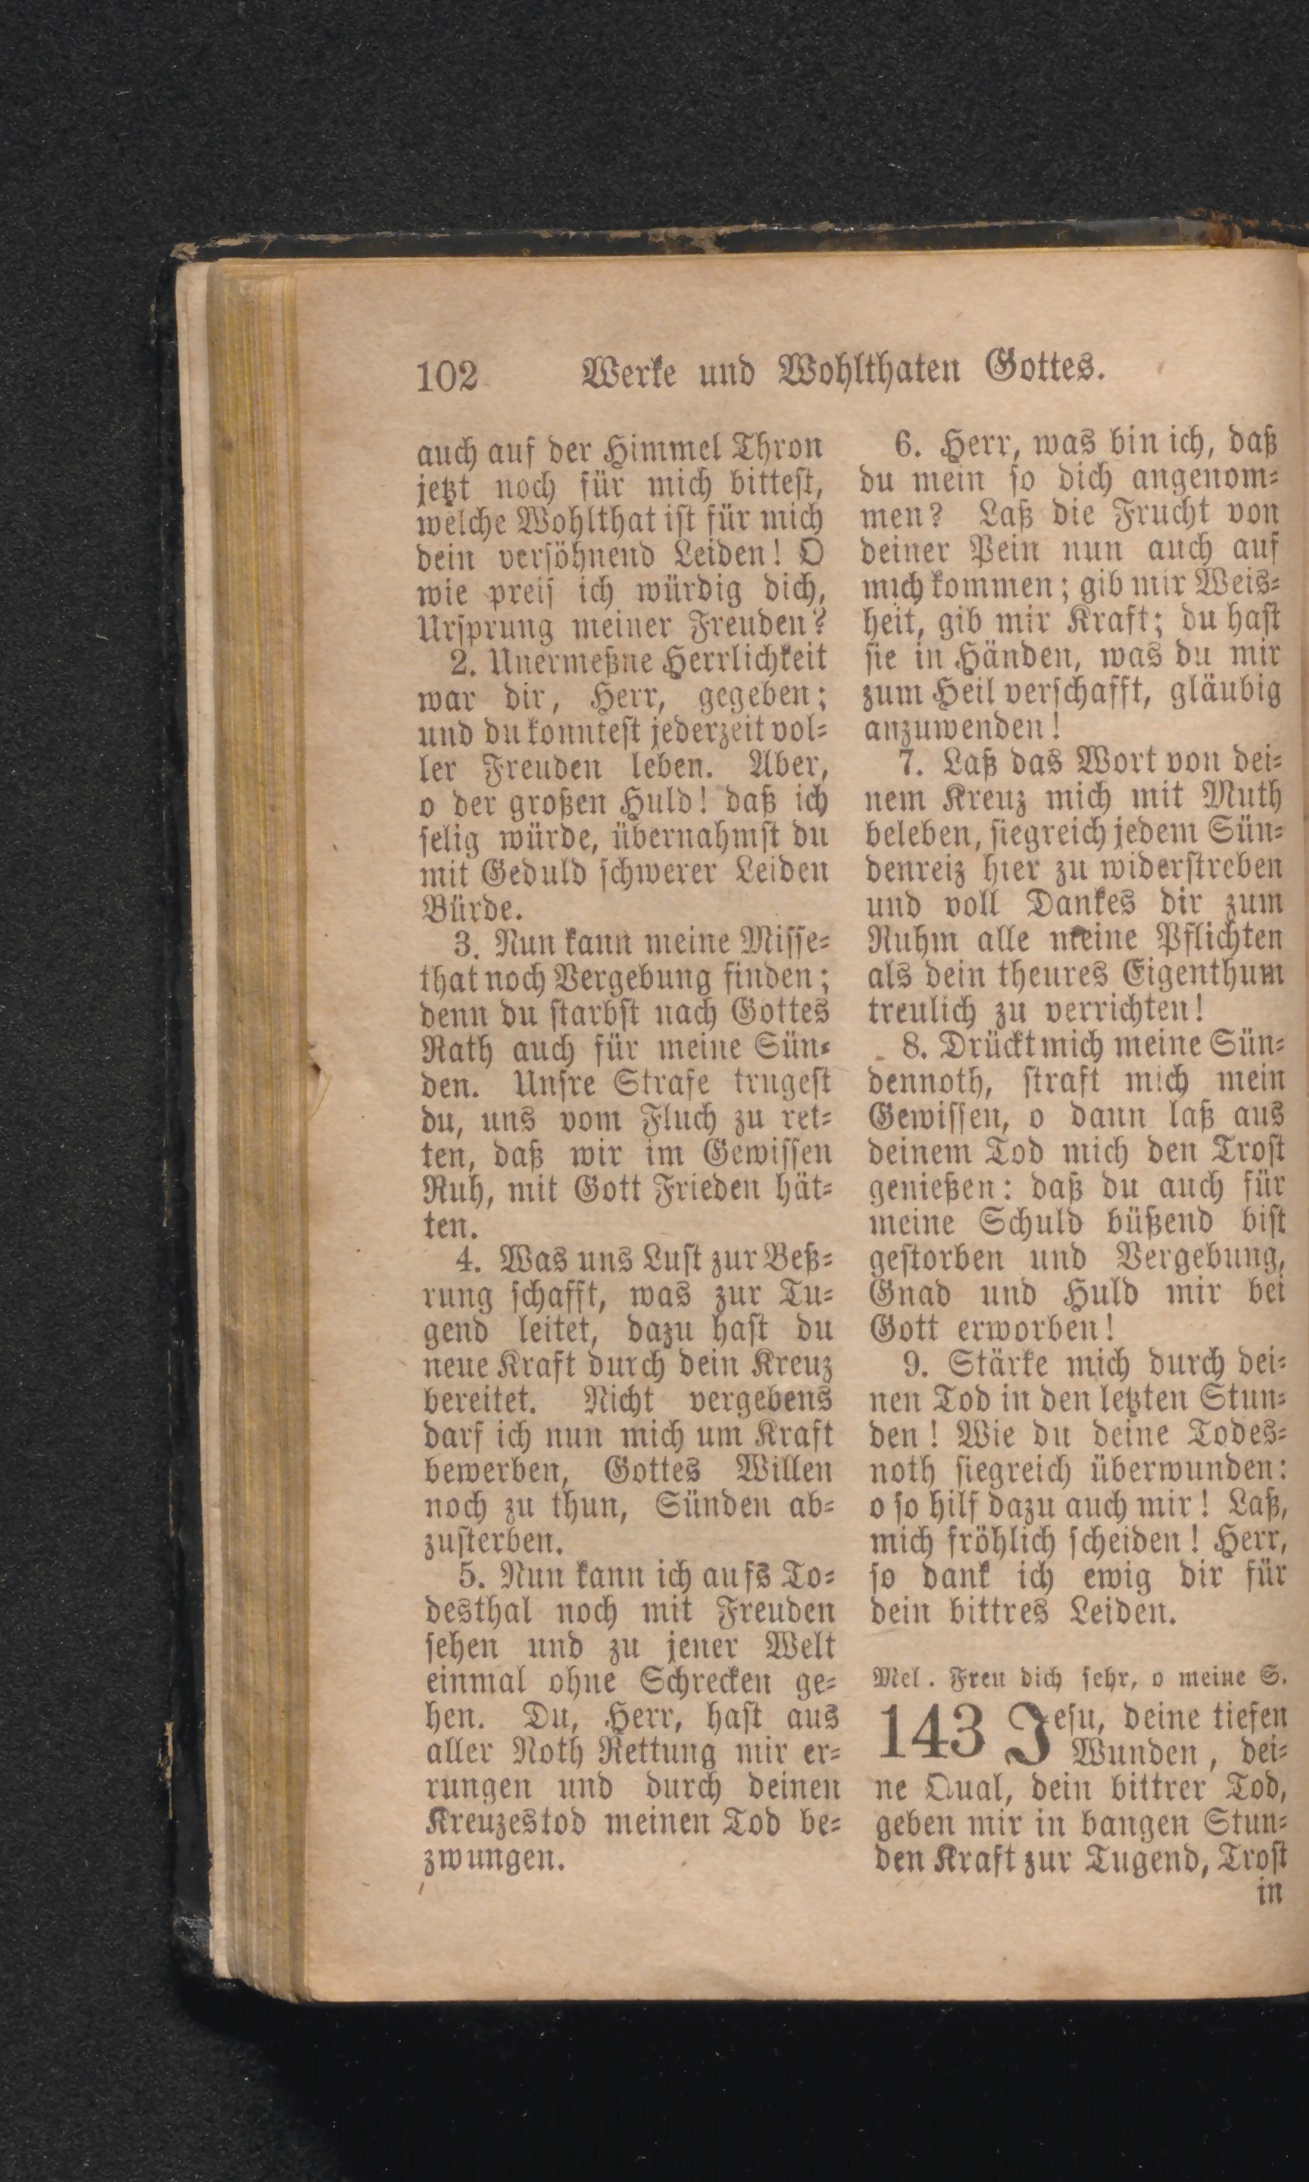 102 Werke und Wohlthaten Gottes.
auch auf der Himmel Thron
jetzt noch für mich bittest,
welche Wohlthat ist für mich
dein versöhnend Leiden! O
wie preis ich würdig dich,
Ursprung meiner Freuden?
2. Unermeßne Herrlichkeit
war dir, Herr, gegeben;
und du konntest jederzeit vol-
ler Freuden leben. Aber,
o der großen Huld! daß ich
selig würde, übernahmst du
mit Geduld schwerer Leiden
Bürde.
3. Nun kann meine Misse-
that noch Vergebung finden;
denn du starbst nach Gottes
Rath auch für meine Sün-
den. Unsre Strafe trugest
du, uns vom Fluch zu ret-
ten, daß wir im Gewissen
Ruh, mit Gott Frieden hät-
ten.
4. Was uns Lust zur Beß-
rung schafft, was zur Tu-
gend leitet, dazu hast du
neue Kraft durch dein Kreuz
bereitet. Nicht vergebens
darf ich nun mich um Kraft
bewerben, Gottes Willen
noch zu thun, Sünden ab-
zusterben.
5. Nun kann ich aufs To-
desthal noch mit Freuden
sehen und zu jener Welt
einmal ohne Schrecken ge-
hen. Du, Herr, hast aus
aller Noth Rettung mir er-
rungen und durch deinen
Kreuzestod meinen Tod be-
zwungen.
6. Herr, was bin ich, daß
du mein so dich angenom-
men? Laß die Frucht von
deiner Pein nun auch auf
mich kommen; gib mir Weis-
heit, gib mir Kraft; du hast
sie in Händen, was du mir
zum Heil verschafft, gläubig
anzuwenden!
7. Laß das Wort von dei-
nem Kreuz mich mit Muth
beleben, siegreich jedem Sün-
denreiz hier zu widerstreben
und voll Dankes dir zum
Ruhm alle meine Pflichten
als dein theures Eigenthum
treulich zu verrichten!
8. Drückt mich meine Sün-
dennoth, straft mich mein
Gewissen, o dann laß aus
deinem Tod mich den Trost
genießen: daß du auch für
meine Schuld büßend bist
gestorben und Vergebung,
Gnad und Huld mir bei
Gott erworben!
9. Stärke mich durch dei-
nen Tod in den letzten Stun-
den! Wie du deine Todes-
noth siegreich überwunden:
o so hilf dazu auch mir! Laß,
mich fröhlich scheiden! Herr,
so dank ich ewig dir für
dein bittres Leiden.
Mel. Freu dich sehr, o meine S.
143 Jesu, deine tiefen
Wunden, dei-
ne Qual, dein bittrer Tod,
geben mir in bangen Stun-
den Kraft zur Tugend, Trost
in